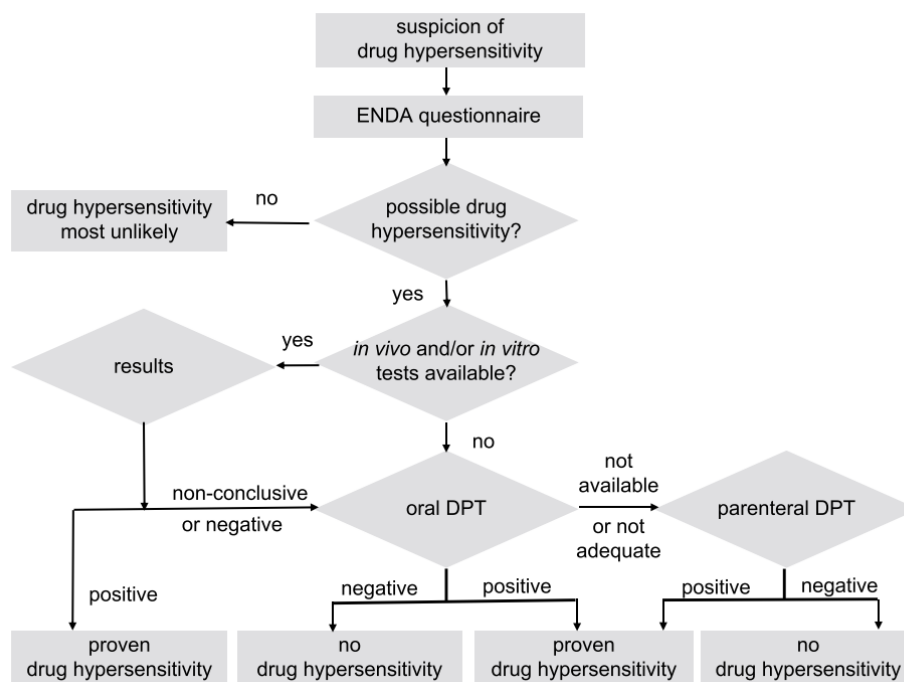 suspicion of
drug hypersensitivity
ENDA questionnaire
no
drug hypersensitivity
most unlikely
possible drug
hypersensitivity?
yes
results
yes
in vivo and/or in vitro
tests available?
no
non-conclusive
or negative
oral DPT
not
available
or not
adequate
parenteral DPT
positive
negative
positive
positive
negative
proven
drug hypersensitivity
no
drug hypersensitivity
proven
drug hypersensitivity
no
drug hypersensitivity